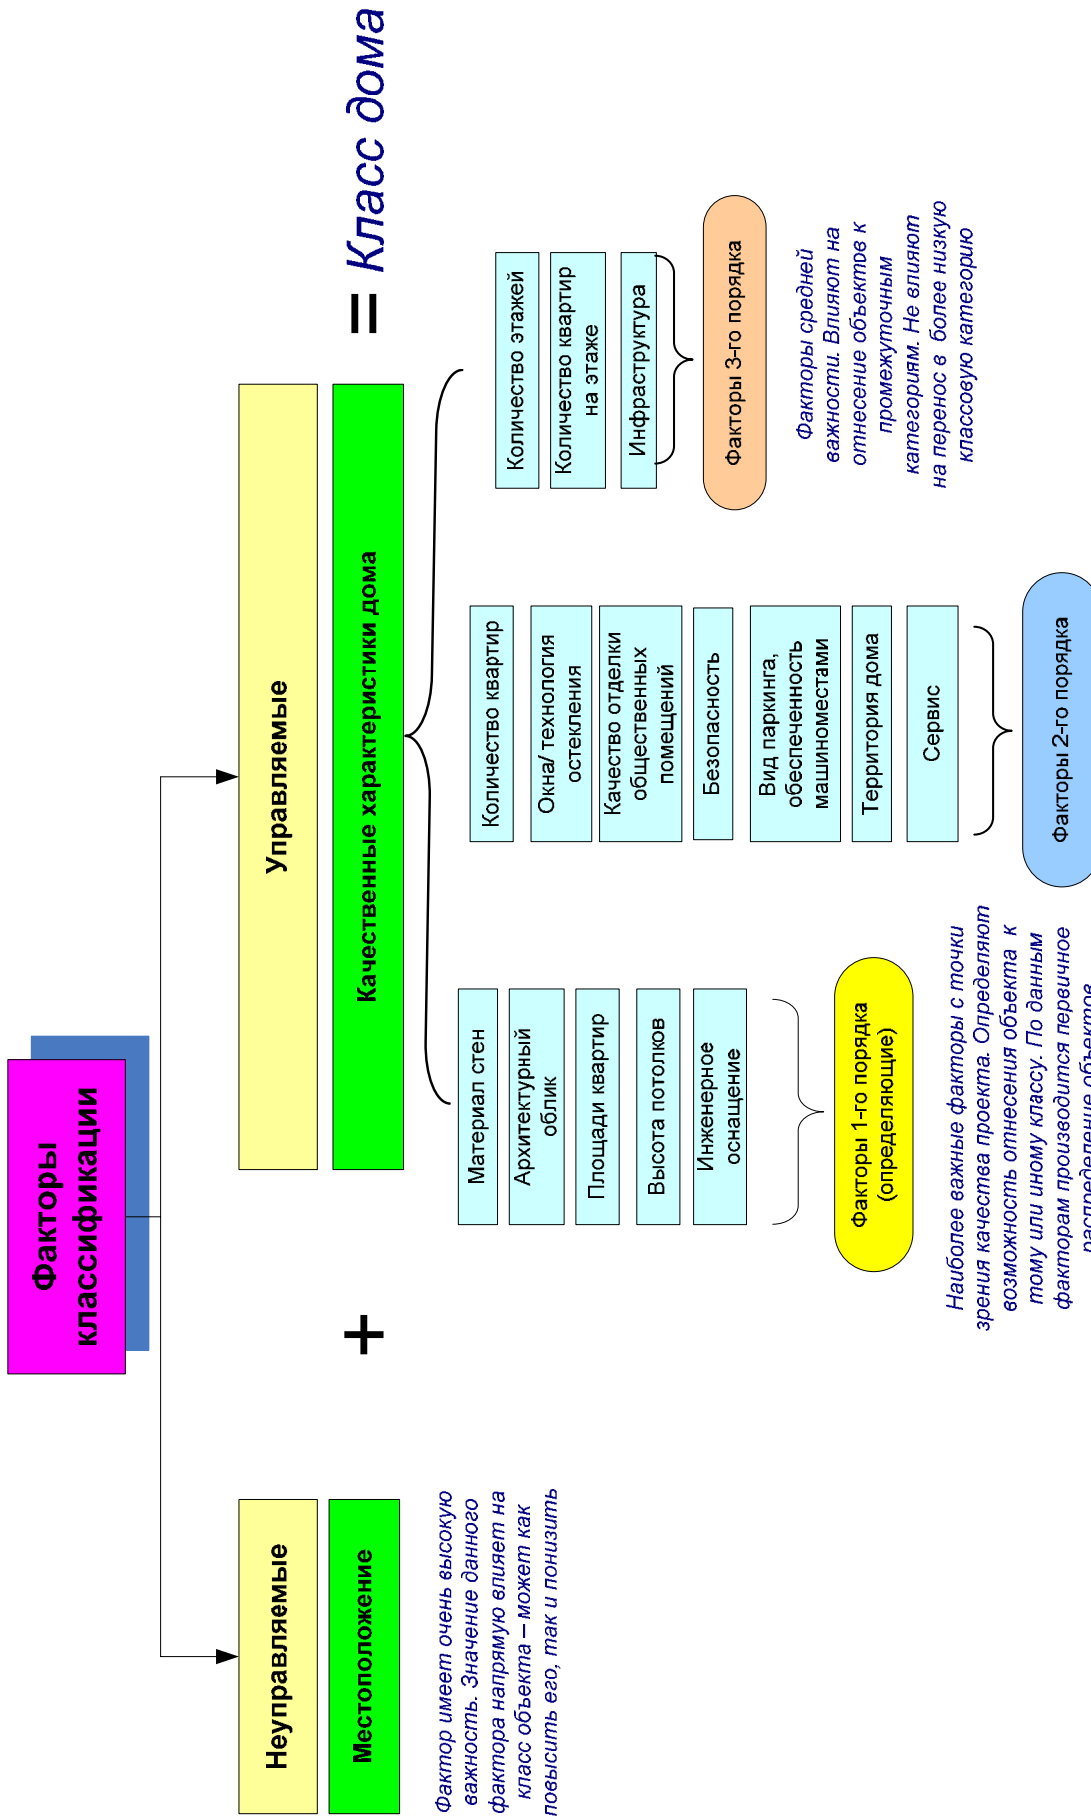 Факторы
классификации
Неуправляемые
Управляемые
Местоположение
+
Качественные характеристики дома
= Класс дома
Фактор имеет очень высокую
важность. Значение данного
фактора напрямую влияет на
класс объекта – может как
повысить его, так и понизить
Материал стен
Архитектурный
облик
Площади квартир
Высота потолков
Инженерное
оснащение
Факторы 1-го порядка
(определяющие)
Наиболее важные факторы с точки
зрения качества проекта. Определяют
возможность отнесения объекта к
тому или иному классу. По данным
факторам производится первичное
распределение объектов
Количество квартир
Окна/ технология
остекления
Качество отделки
общественных
помещений
Безопасность
Вид паркинга,
обеспеченность
машиноместами
Территория дома
Сервис
Факторы 2-го порядка
Количество этажей
Количество квартир
на этаже
Инфраструктура
Факторы 3-го порядка
Факторы средней
важности. Влияют на
отнесение объектов к
промежуточным
категориям. Не влияют
на перенос в более низкую
классовую категорию